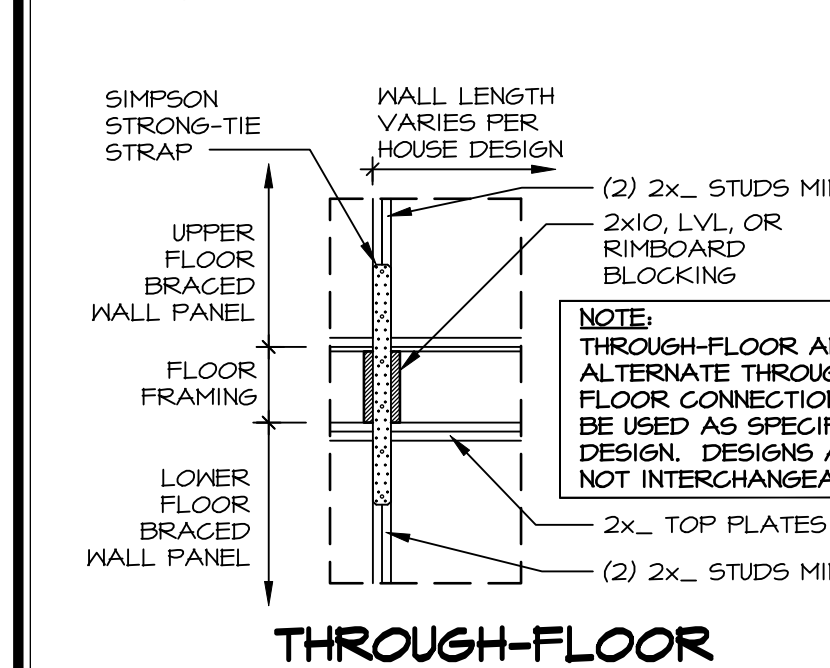 SIMPSON
STRONG-TIE
STRAP
WALL LENGTH
VARIES PER
HOUSE DESIGN
(2) 2x_ STUDS
UPPER
FLOOR
BRACED
WALL PANEL
2x10, LVL, OR
RIMBOARD
BLOCKING
NOTE:
THROUGH-FLOOR
ALTERNATE
FLOOR
BE USED AS
DESIGN. DESIGNS
NOT
FLOOR
FRAMING
LOWER
FLOOR
BRACED
WALL PANEL
2x_ TOP PLATES
(2) 2x_ STUDS
THROUGH-FLOOR